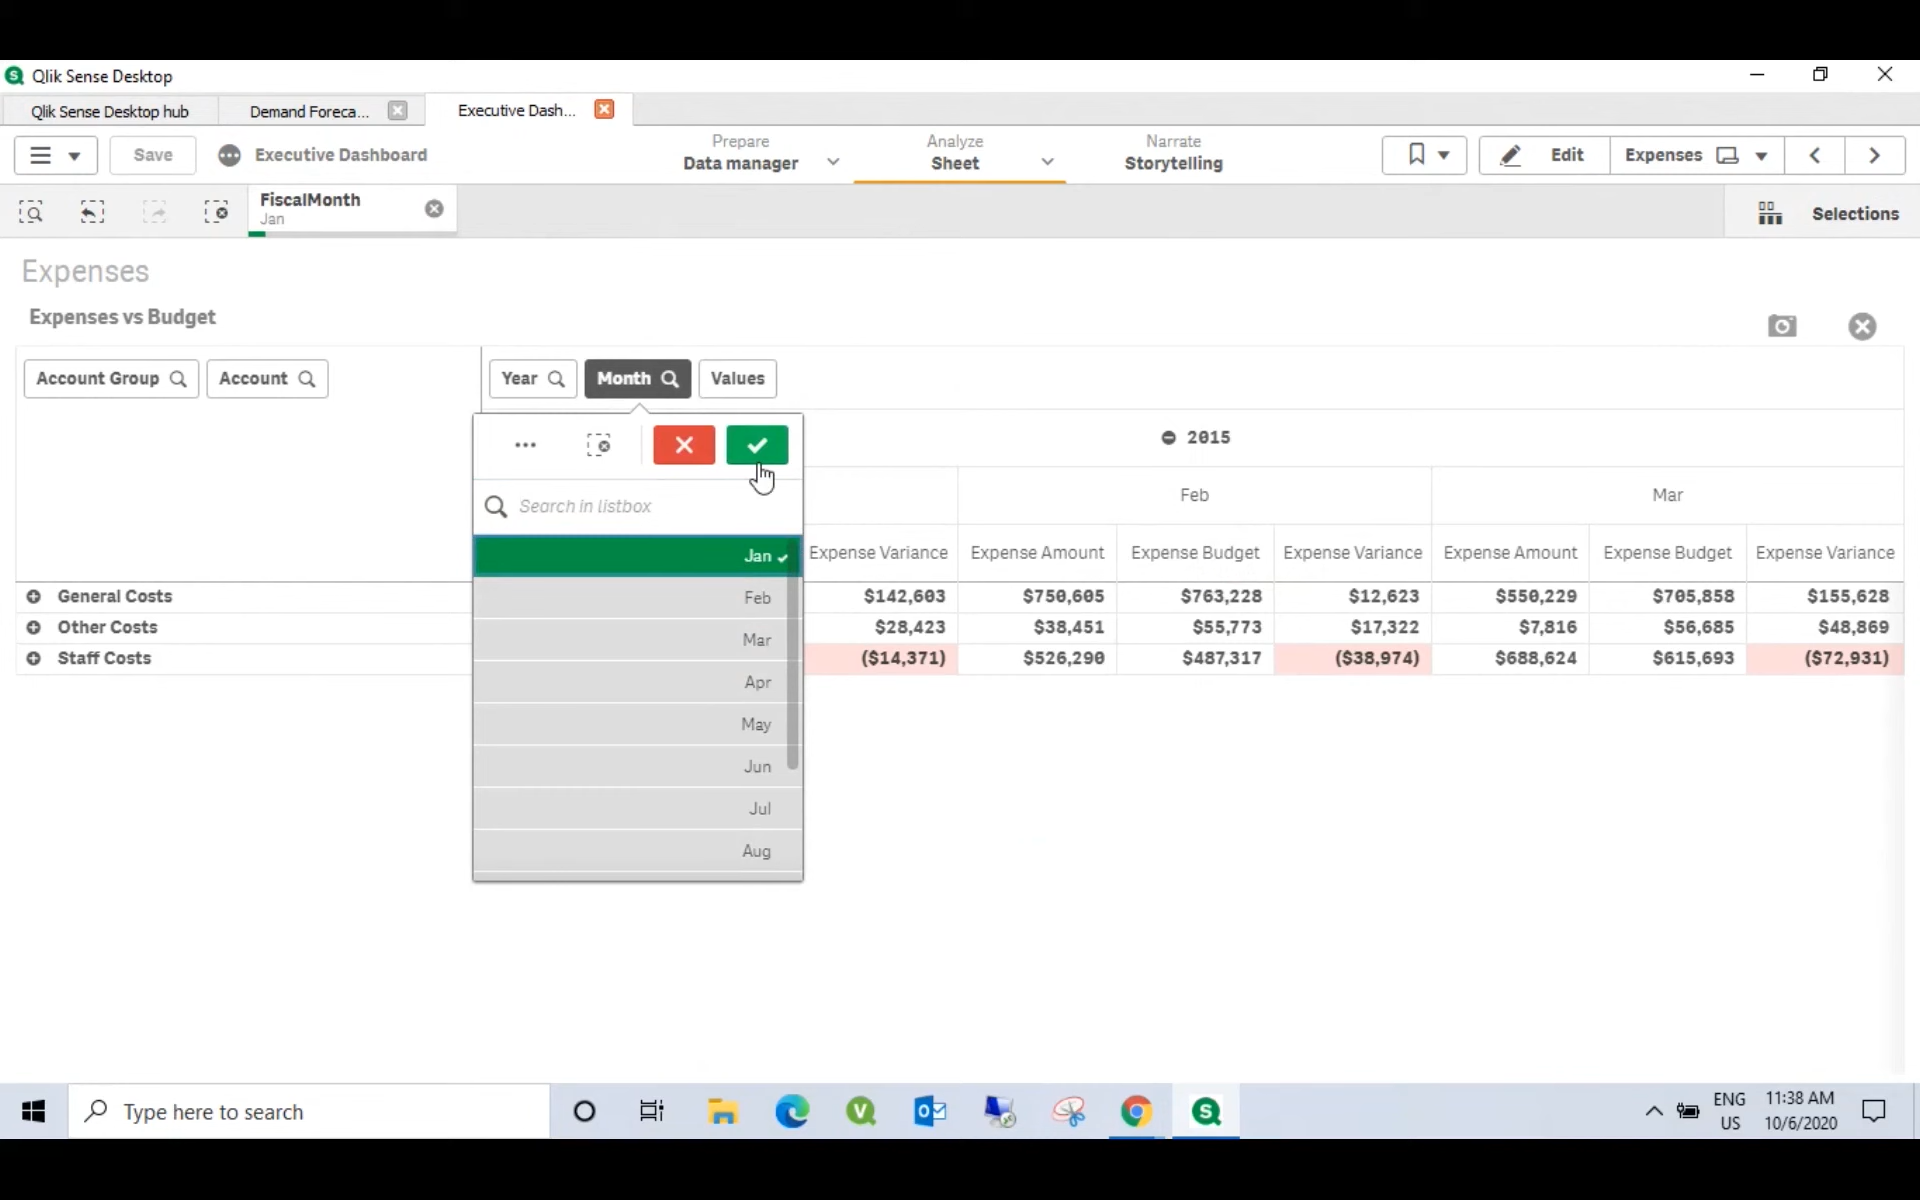 Qlik Sense Desktop
Qlik Sense Desktop hub
Demand Foreca...
Executive Dash...
Save
Executive Dashboard
Prepare
Data manager
Analyze
Sheet
Narrate
Storytelling
Edit
Expenses
FiscalMonth
Jan
Selections
Expenses
Expenses vs Budget
Account Group
Account
Year
Month
Values
2015
Feb
Mar
Search in listbox
Expense Variance
Expense Amount
Expense Budget
Expense Variance
Expense Amount
Expense Budget
Expense Variance
General Costs $142,603 $750,605 $763,228 $12,623 $550,229 $705,858 $155,628
Other Costs $28,423 $38,451 $55,773 $17,322 $7,816 $56,685 $48,869
Staff Costs ($14,371) $526,290 $487,317 ($38,974) $688,624 $615,693 ($72,931)
Jan
Feb
Mar
Apr
May
Jun
Jul
Aug
Type here to search
ENG
US
11:38 AM
10/6/2020